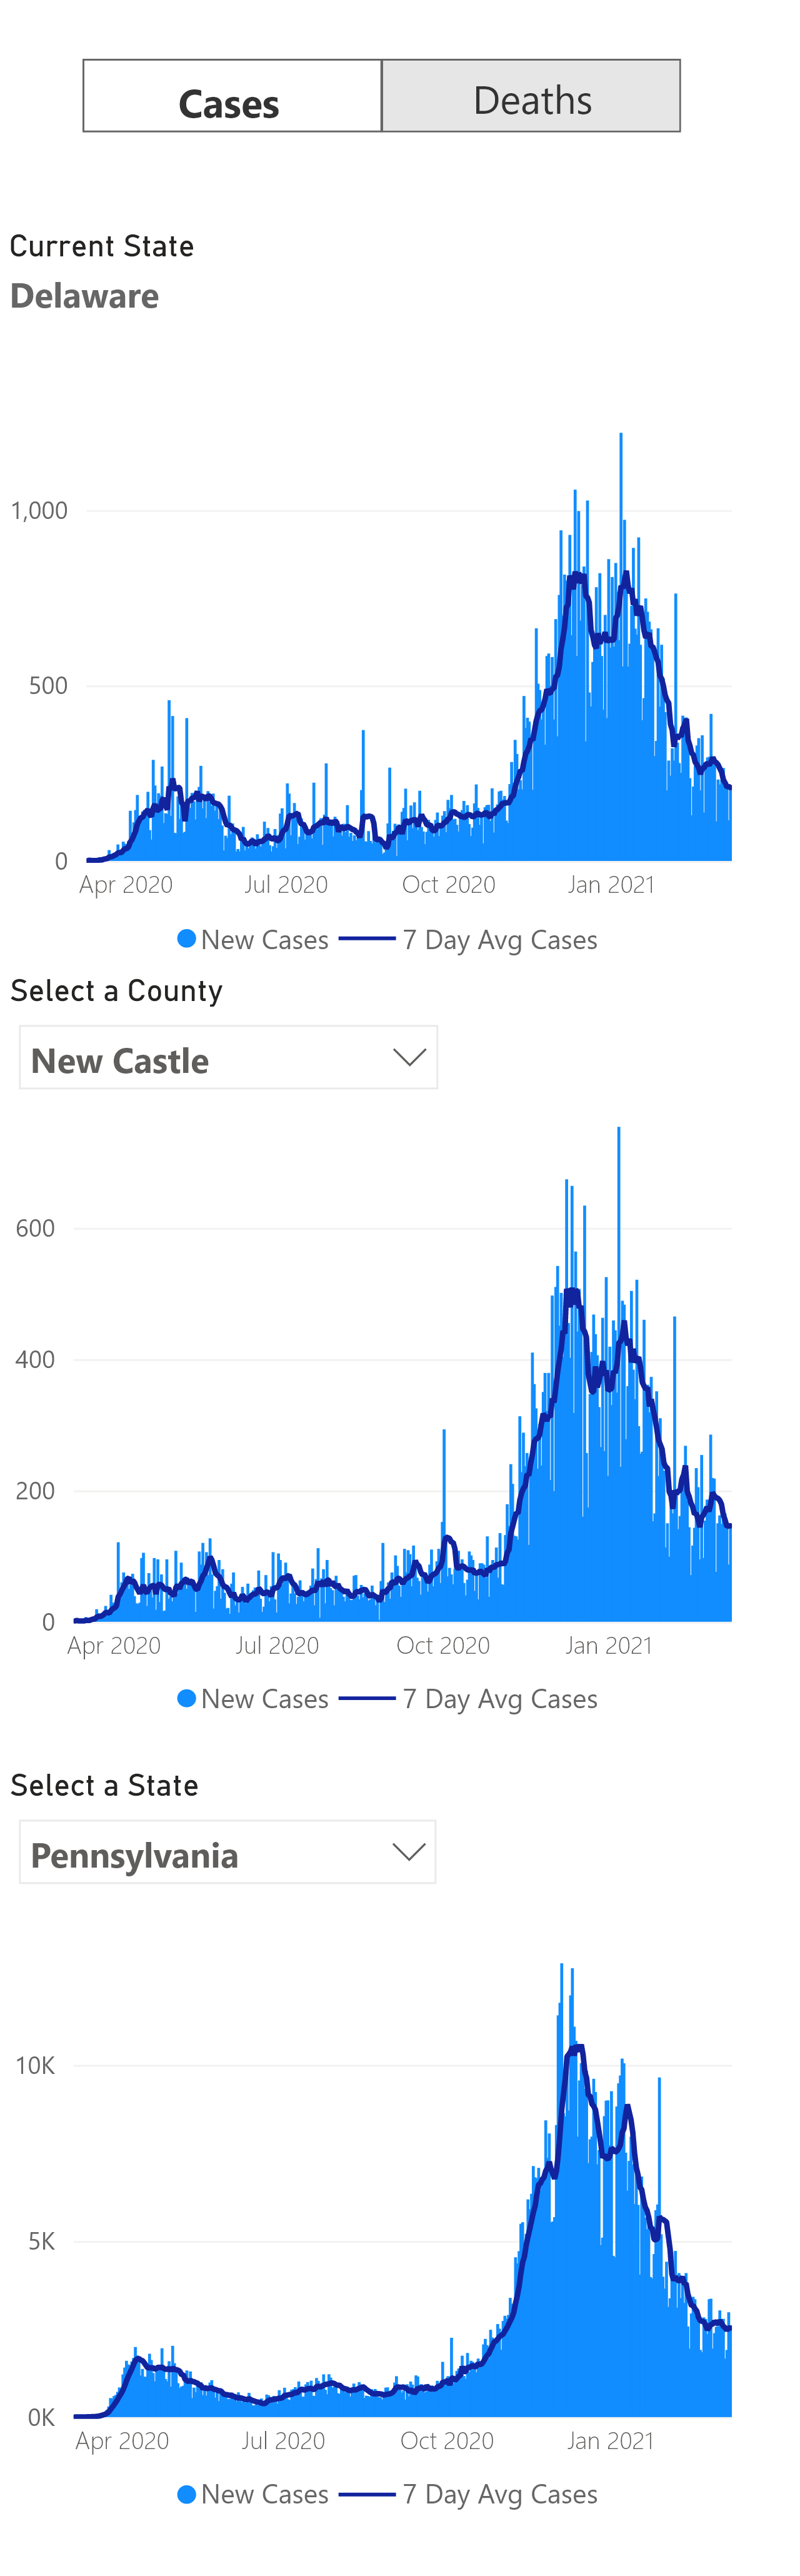 Cases Deaths
Current State
Delaware
1,000
500
0
Apr 2020 Jul 2020 Oct 2020 Jan 2021
New Cases 7 Day Avg Cases
Select a County
New Castle
600
400
200
0
Apr 2020 Jul 2020 Oct 2020 Jan 2021
New Cases 7 Day Avg Cases
Select a State
Pennsylvania
10K
5K
0K
Apr 2020 Jul 2020 Oct 2020 Jan 2021
New Cases 7 Day Avg Cases